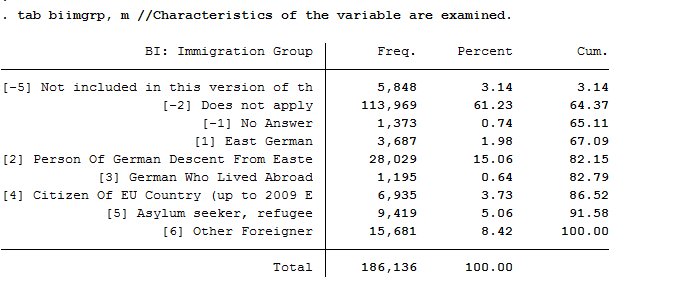 . tab biimgrp, m //Characteristics of the variable are examined.
BI: Immigration Group Freq. Percent Cum.
[-5] Not included in this version of th 5,848 3.14 3.14
[-2] Does not apply 113,969 61.23 64.37
[-1] No Answer 1,373 0.74 65.11
[1] East German 3,687 1.98 67.09
[2] Person Of German Descent From Easte 28,029 15.06 82.15
[3] German Who Lived Abroad 1,195 0.64 82.79
[4] Citizen Of EU Country (up to 2009 E 6,935 3.73 86.52
[5] Asylum seeker, refugee 9,419 5.06 91.58
[6] Other Foreigner 15,681 8.42 100.00
Total 186,136 100.00